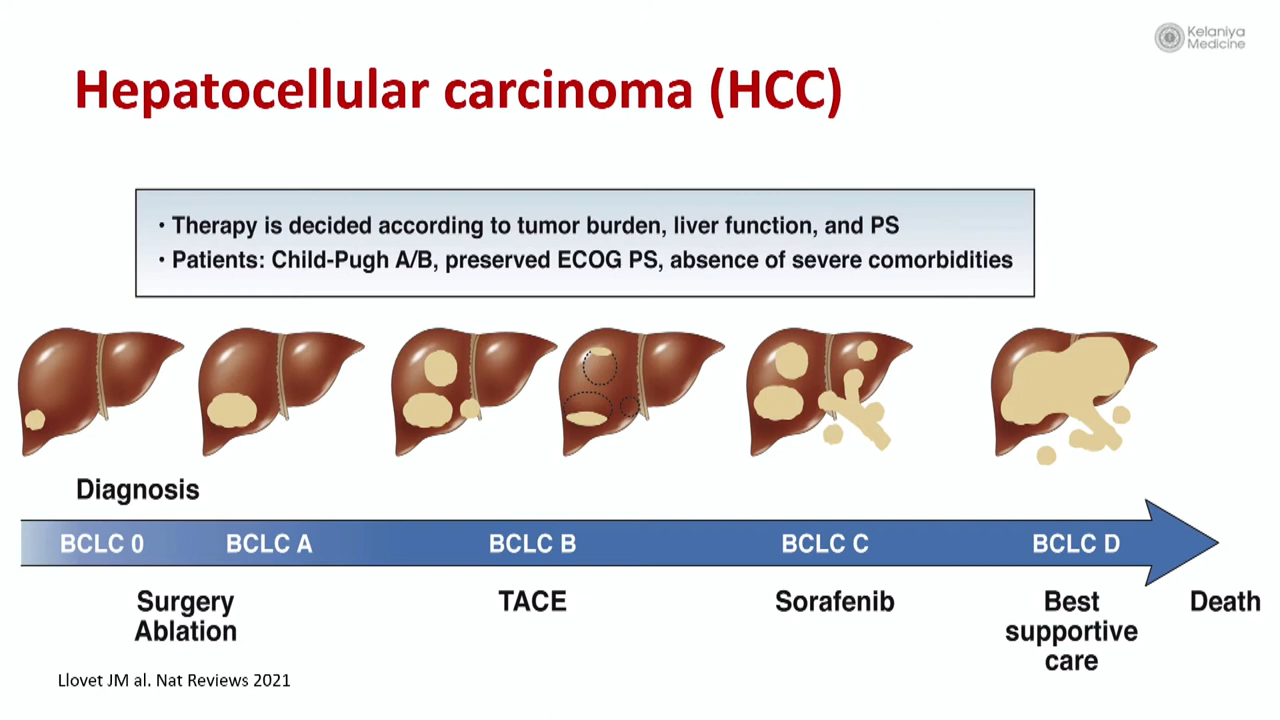 Kelaniya
Medicine
Hepatocellular carcinoma (HCC)
• Therapy is decided according to tumor burden, liver function, and PS
• Patients: Child-Pugh A/B, preserved ECOG PS, absence of severe comorbidities
Diagnosis
BCLC 0 BCLC A BCLC B BCLC C BCLC D
Surgery TACE Sorafenib Best Death
Ablation supportive
care
Llovet JM al. Nat Reviews 2021